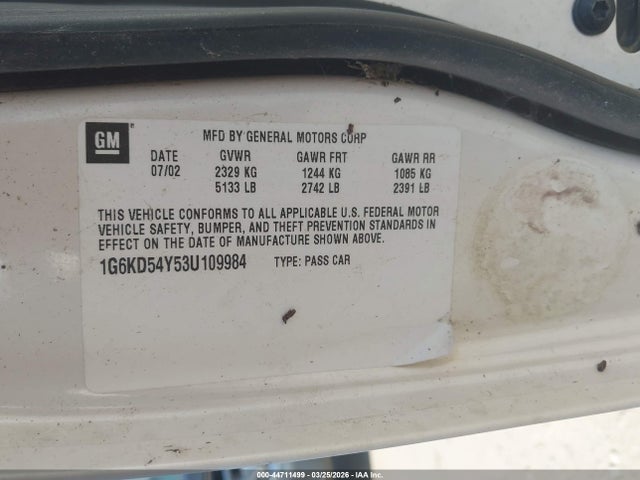 GM
MFD BY GENERAL MOTORS CORP
DATE GVWR GAWR FRT GAWR RR
07/02 2329 KG 1244 KG 1085 KG
5133 LB 2742 LB 2391 LB
THIS VEHICLE CONFORMS TO ALL APPLICABLE U.S. FEDERAL MOTOR
VEHICLE SAFETY, BUMPER, AND THEFT PREVENTION STANDARDS IN
EFFECT ON THE DATE OF MANUFACTURE SHOWN ABOVE.
1G6KD54Y53U109984 TYPE: PASS CAR
© 000-44711499 - 03/25/2026 - IAA Inc.